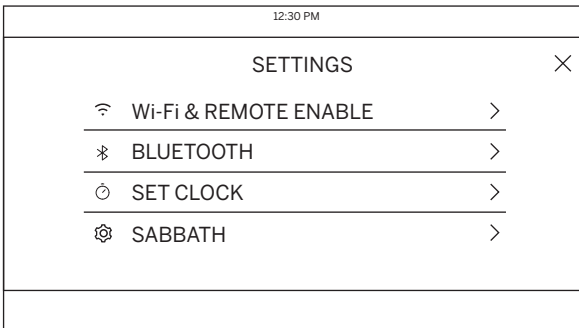 12:30 PM
SETTINGS
Wi-Fi & REMOTE ENABLE
BLUETOOTH
SET CLOCK
SABBATH